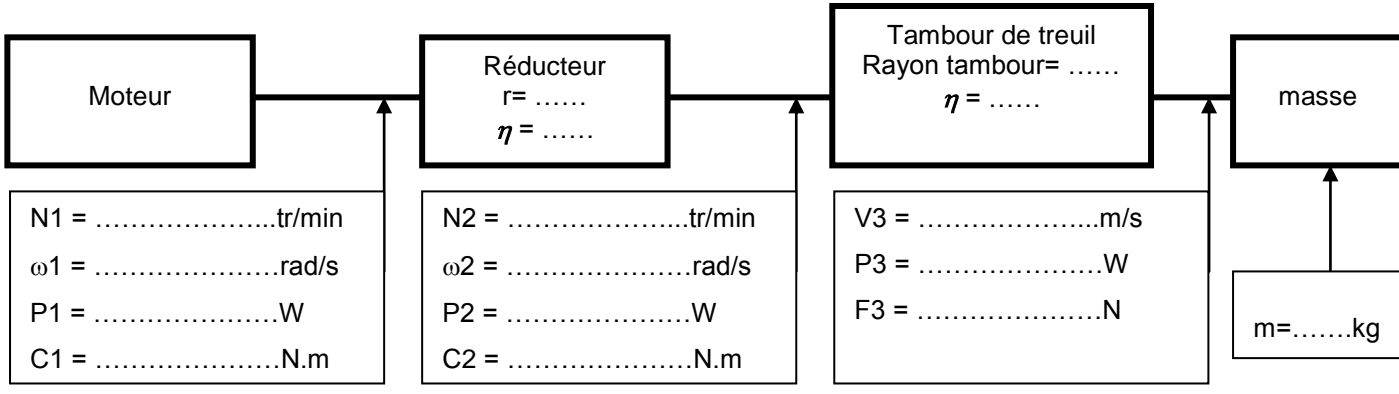 Moteur
Réducteur
r= ……
η = ……
Tambour de treuil
Rayon tambour= ……
η = ……
masse
N1 = ………………...tr/min
ω1 = …………………rad/s
P1 = …………………W
C1 = …………………N.m
N2 = ………………...tr/min
ω2 = …………………rad/s
P2 = …………………W
C2 = …………………N.m
V3 = ………………...m/s
P3 = …………………W
F3 = …………………N
m=…….kg